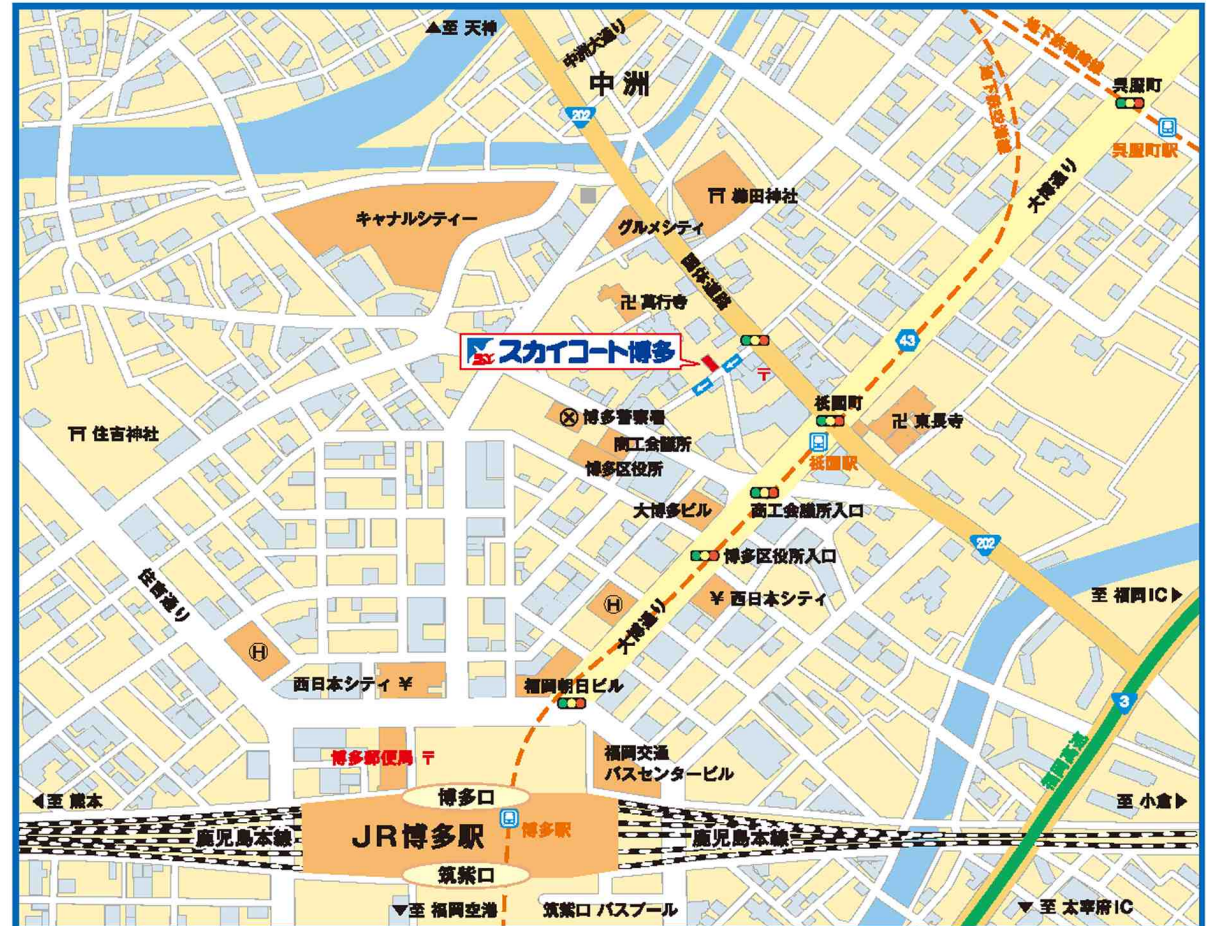 ▲至 天神
中洲大通り
中洲
202
地下鉄箱崎線
地下鉄空港線
呉服町
呉服町駅
大博通り
キャナルシティー
櫛田神社
グルメシティ
国体道路
卍 萬行寺
43
スカイコート博多
〒
祇園町
卍 東長寺
祇園駅
住吉神社
博多警察署
商工会議所
博多区役所
大博多ビル
商工会議所入口
博多区役所入口
202
至 福岡IC▶
住吉通り
H
H
¥ 西日本シティ
大博通り
西日本シティ ¥
福岡朝日ビル
3
福岡高速
博多郵便局 〒
福岡交通
バスセンタービル
◀至 熊本
博多口
至 小倉▶
鹿児島本線
JR博多駅
博多駅
鹿児島本線
筑紫口
▼至 福岡空港
筑紫口 バスプール
▼至 太宰府IC